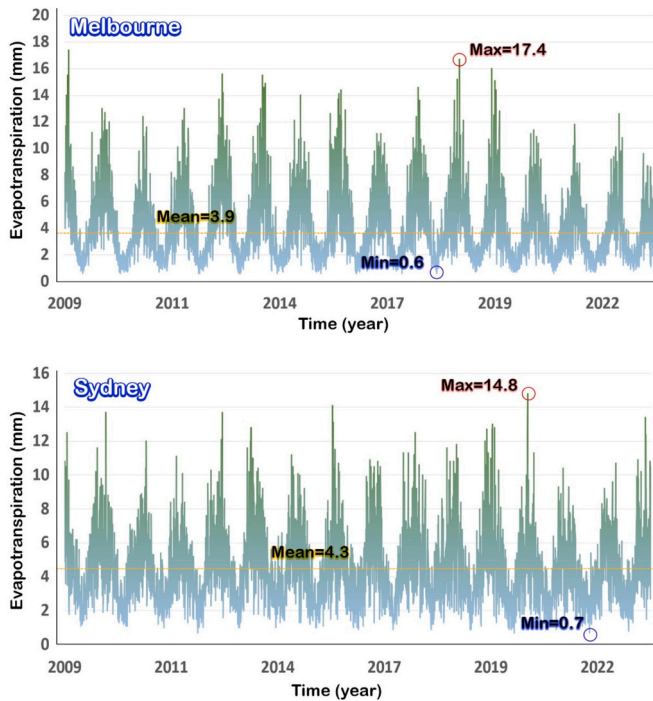 Melbourne
Evapotranspiration (mm)
20
18
16
14
12
10
8
6
4
2
0
Max=17.4
Mean=3.9
Min=0.6
2009 2011 2014 2017 2019 2022
Time (year)
Sydney
Evapotranspiration (mm)
16
14
12
10
8
6
4
2
0
Max=14.8
Mean=4.3
Min=0.7
2009 2011 2014 2017 2019 2022
Time (year)